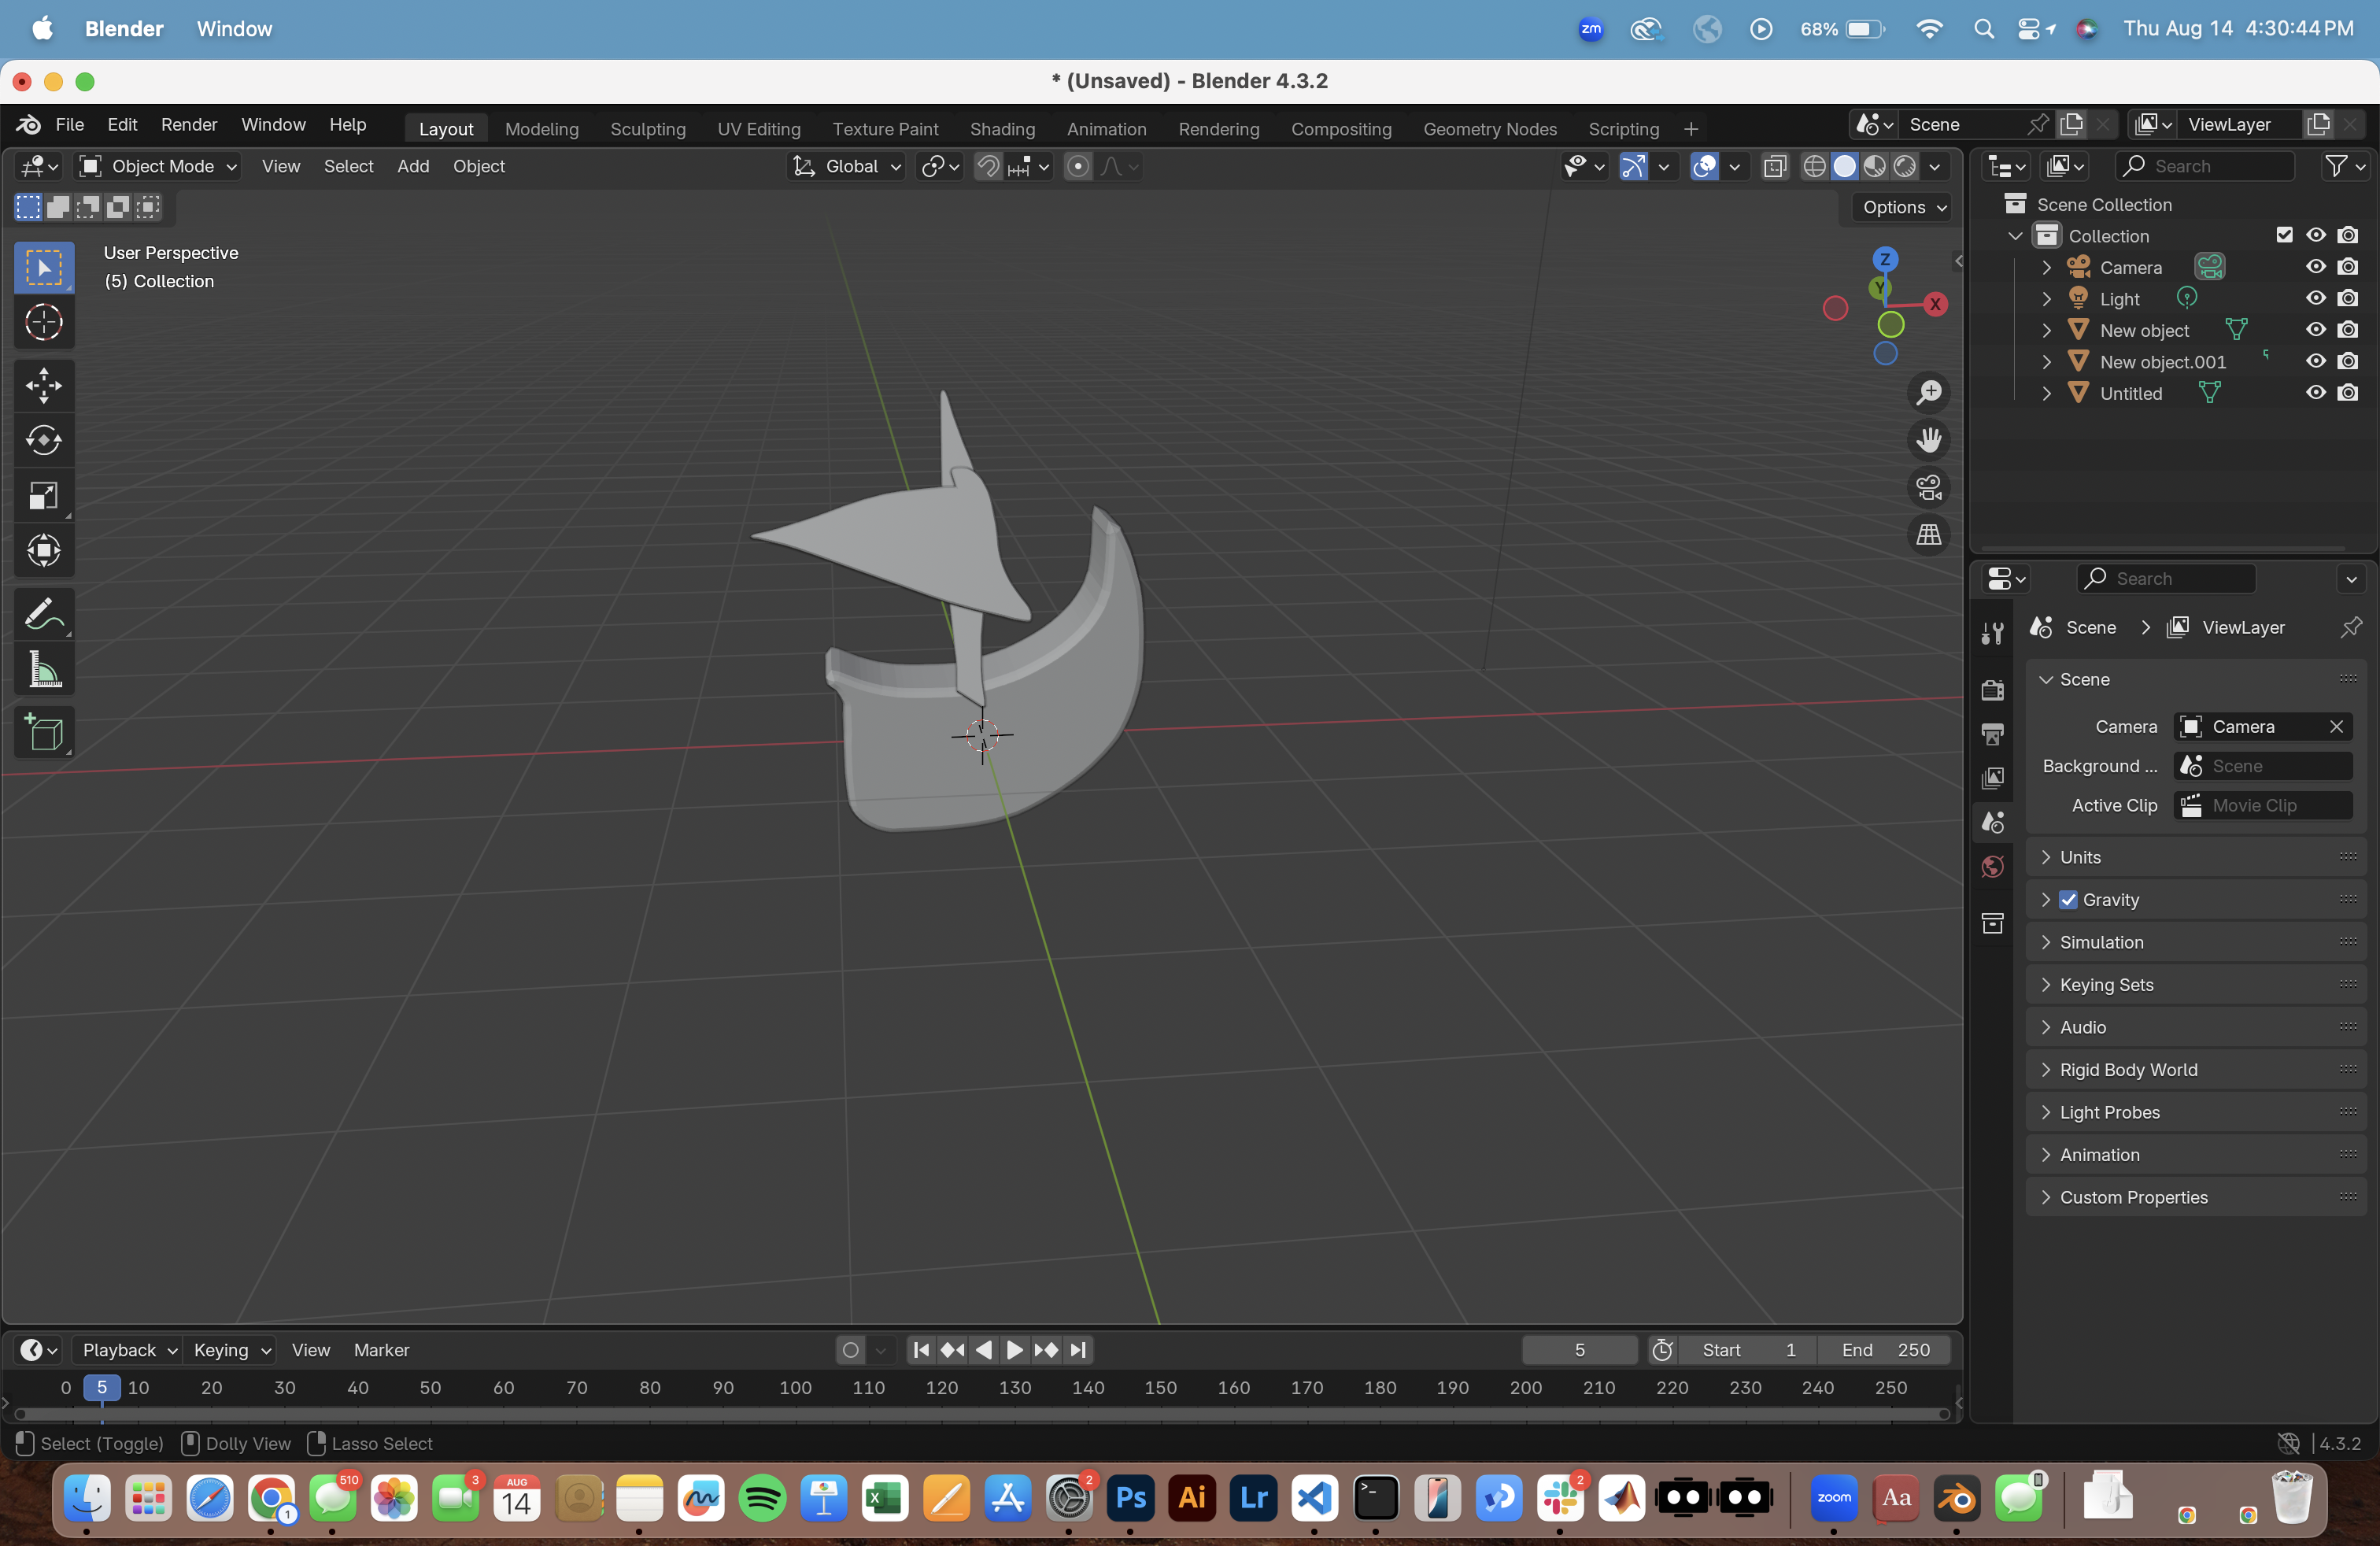 Blender Window
zm 68% Thu Aug 14 4:30:44 PM
* (Unsaved) - Blender 4.3.2
File Edit Render Window Help Layout Modeling Sculpting UV Editing Texture Paint Shading Animation Rendering Compositing Geometry Nodes Scripting + Scene ViewLayer
Object Mode View Select Add Object Global Search
Options
User Perspective
(5) Collection
Z
Y
X
Scene Collection
Collection
Camera
Light
New object
New object.001
Untitled
Search
Scene ViewLayer
Scene
Camera Camera
Background ... Scene
Active Clip Movie Clip
Units
Gravity
Simulation
Keying Sets
Audio
Rigid Body World
Light Probes
Animation
Custom Properties
Playback Keying View Marker 5 Start 1 End 250
0 5 10 20 30 40 50 60 70 80 90 100 110 120 130 140 150 160 170 180 190 200 210 220 230 240 250
Select (Toggle) Dolly View Lasso Select 4.3.2
1 510 3 AUG 14 X 2 Ps Ai Lr >_ 2 zoom Aa